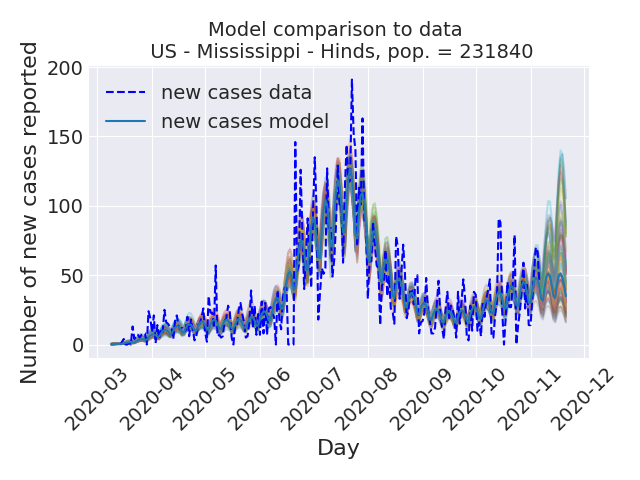 Model comparison to data
US - Mississippi - Hinds, pop. = 231840
Number of new cases reported
200
150
100
50
0
new cases data
new cases model
2020-03
2020-04
2020-05
2020-06
2020-07
2020-08
2020-09
2020-10
2020-11
2020-12
Day